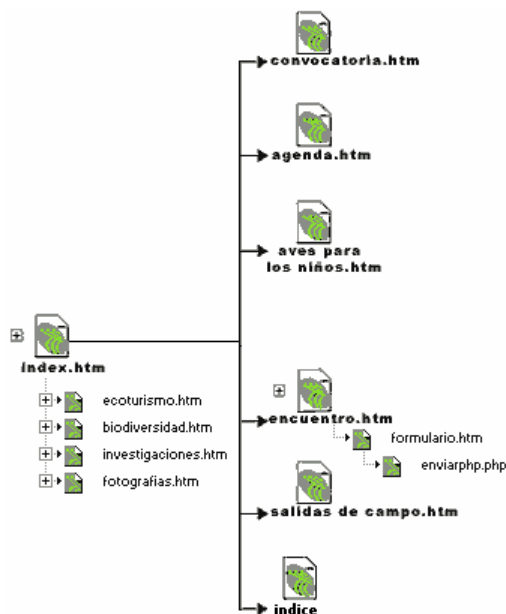 convocatoria.htm
agenda.htm
aves para
los niños.htm
index.htm
ecoturismo.htm
biodiversidad.htm
investigaciones.htm
fotografias.htm
encuentro.htm
formulario.htm
enviarphp.php
salidas de campo.htm
indice